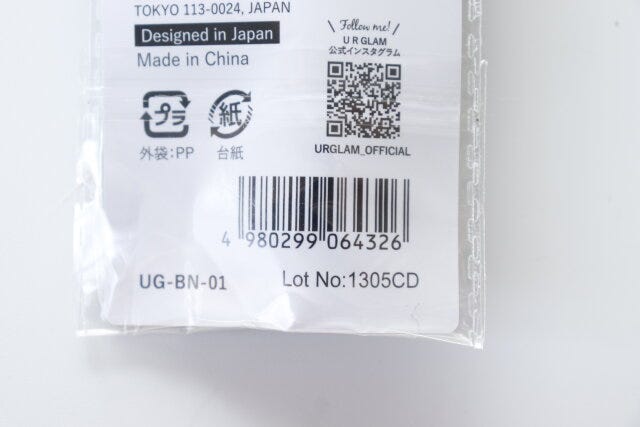 TOKYO 113-0024, JAPAN
Designed in Japan
Made in China
プラ
紙
外袋:PP
台紙
Follow me!
U R GLAM
公式インスタグラム
URGLAM_OFFICIAL
4 980299 064326
UG-BN-01
Lot No:1305CD